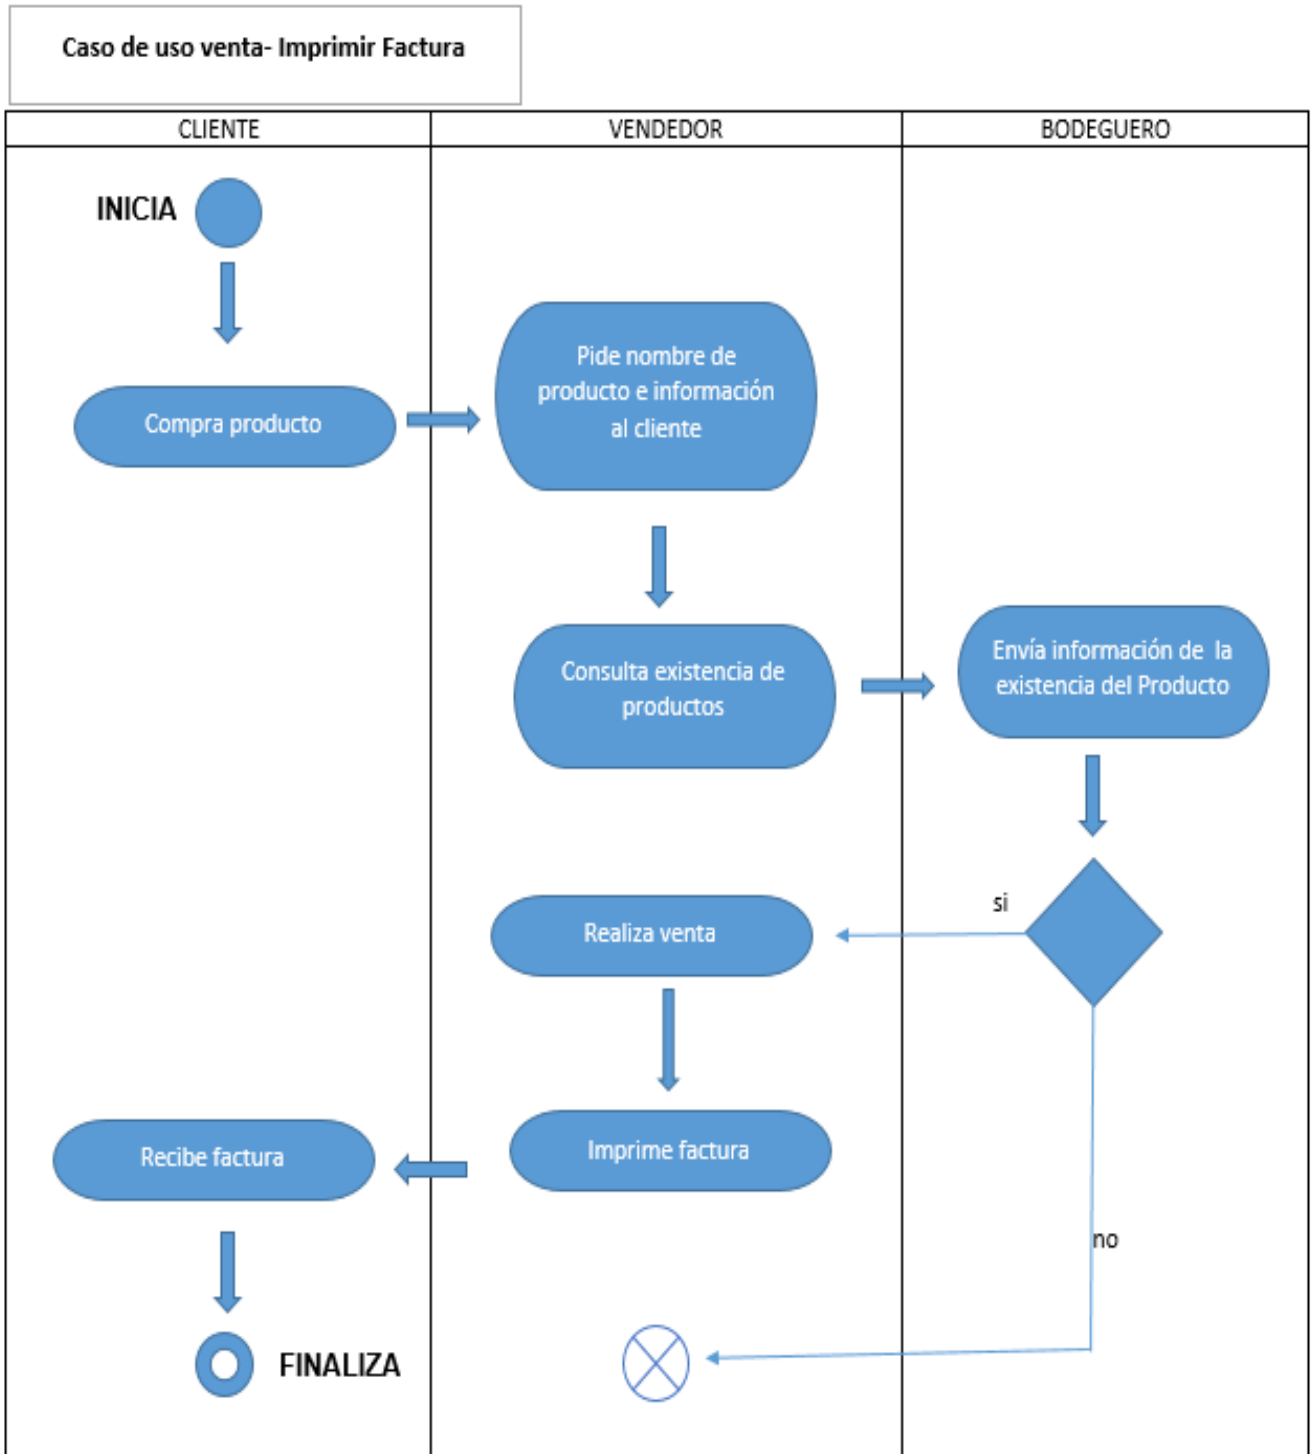 Caso de uso venta- Imprimir Factura
CLIENTE
VENDEDOR
BODEGUERO
INICIA
Compra producto
Pide nombre de
producto e información
al cliente
Consulta existencia de
productos
Envía información de la
existencia del Producto
si
Realiza venta
Imprime factura
Recibe factura
no
FINALIZA